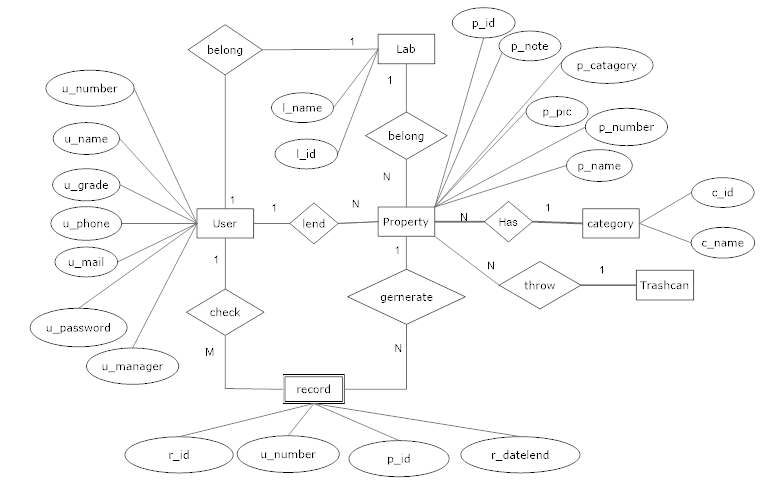 p_id
belong
1
Lab
p_note
p_catagory
1
u_number
l_name
p_pic
p_number
u_name
belong
l_id
p_name
N
u_grade
c_id
1
1
N
N
1
u_phone
User
lend
Property
Has
category
c_name
u_mail
1
1
N
1
throw
Trashcan
check
gernerate
u_password
M
N
u_manager
record
r_id
u_number
p_id
r_datelend